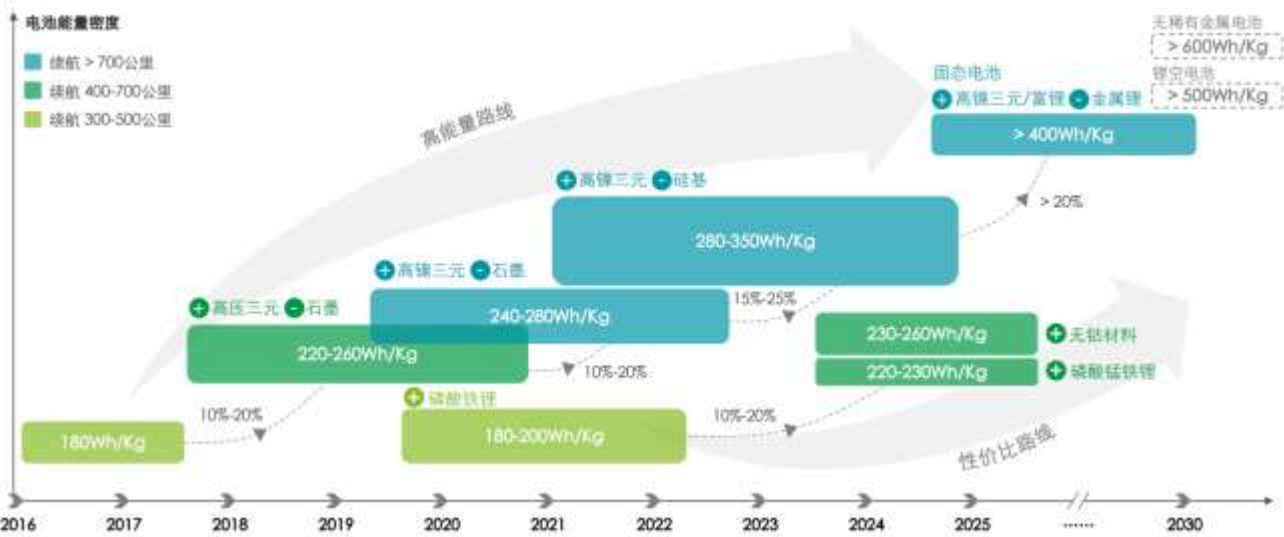 电池能量密度
续航 > 700公里
续航 400-700公里
续航 300-500公里
高能量路线
无稀有金属电池
> 600Wh/Kg
锂空电池
> 500Wh/Kg
固态电池
+ 高镍三元/富锂 - 金属锂
> 400Wh/Kg
> 20%
+ 高镍三元 - 硅基
280-350Wh/Kg
+ 高镍三元 - 石墨
240-280Wh/Kg
15%-25%
+ 高压三元 - 石墨
220-260Wh/Kg
10%-20%
230-260Wh/Kg + 无钴材料
220-230Wh/Kg + 磷酸锰铁锂
+ 磷酸铁锂
180-200Wh/Kg
10%-20%
180Wh/Kg
10%-20%
性价比路线
2016 2017 2018 2019 2020 2021 2022 2023 2024 2025 …… 2030